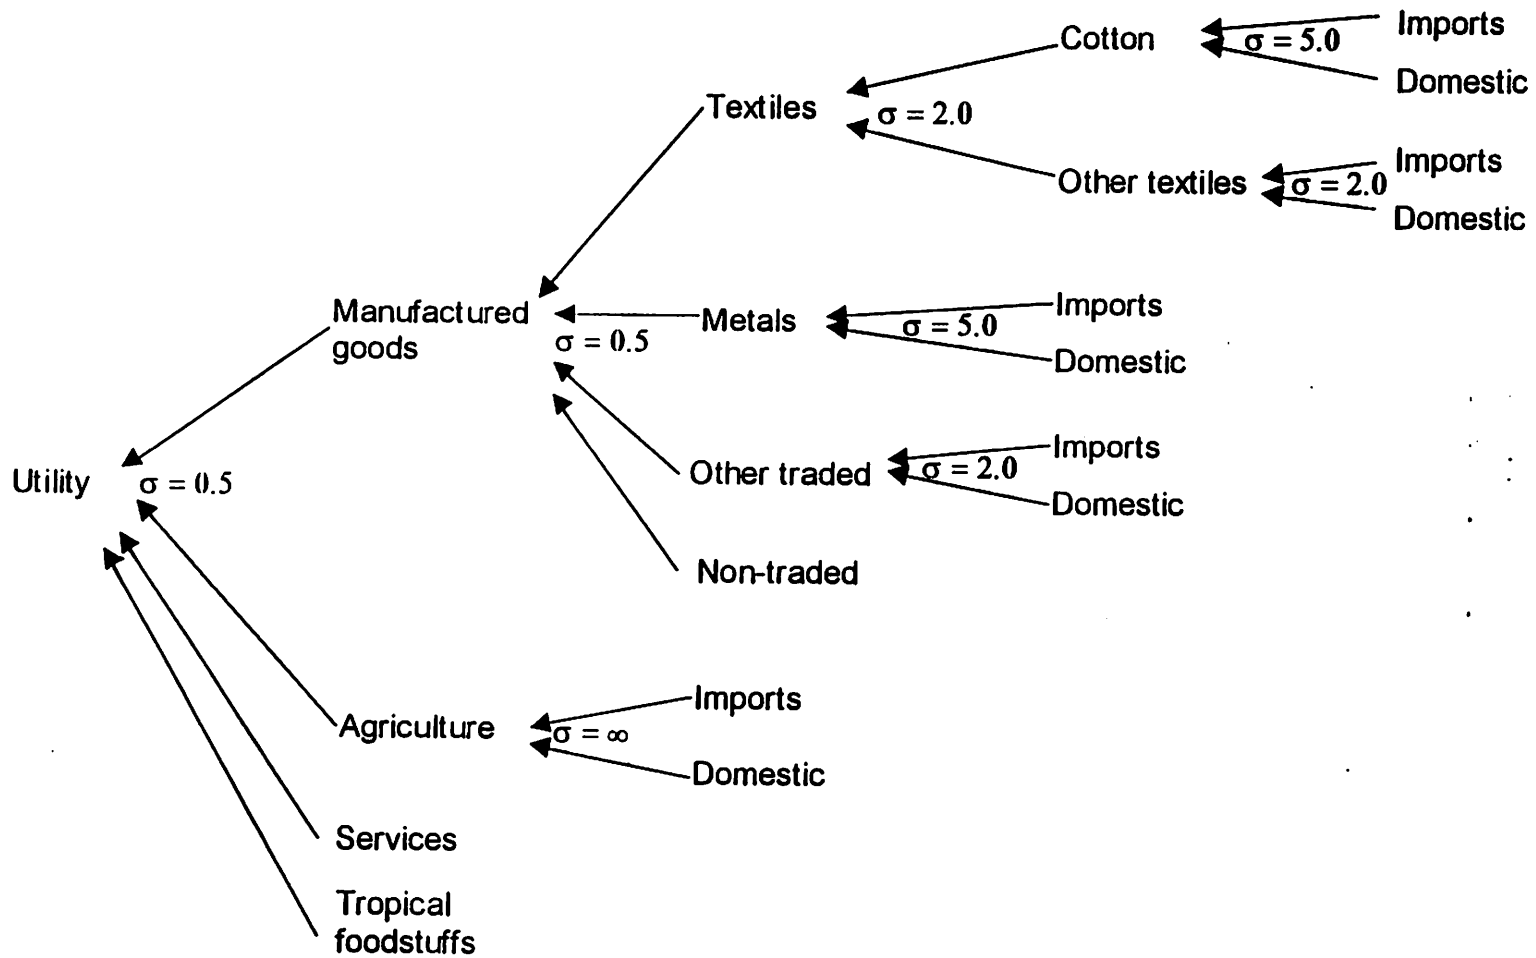 Cotton
σ = 5.0
Imports
Domestic
Textiles
σ = 2.0
Other textiles
σ = 2.0
Imports
Domestic
Manufactured
goods
σ = 0.5
Metals
σ = 5.0
Imports
Domestic
Other traded
σ = 2.0
Imports
Domestic
Non-traded
Utility
σ = 0.5
Agriculture
σ = ∞
Imports
Domestic
Services
Tropical
foodstuffs